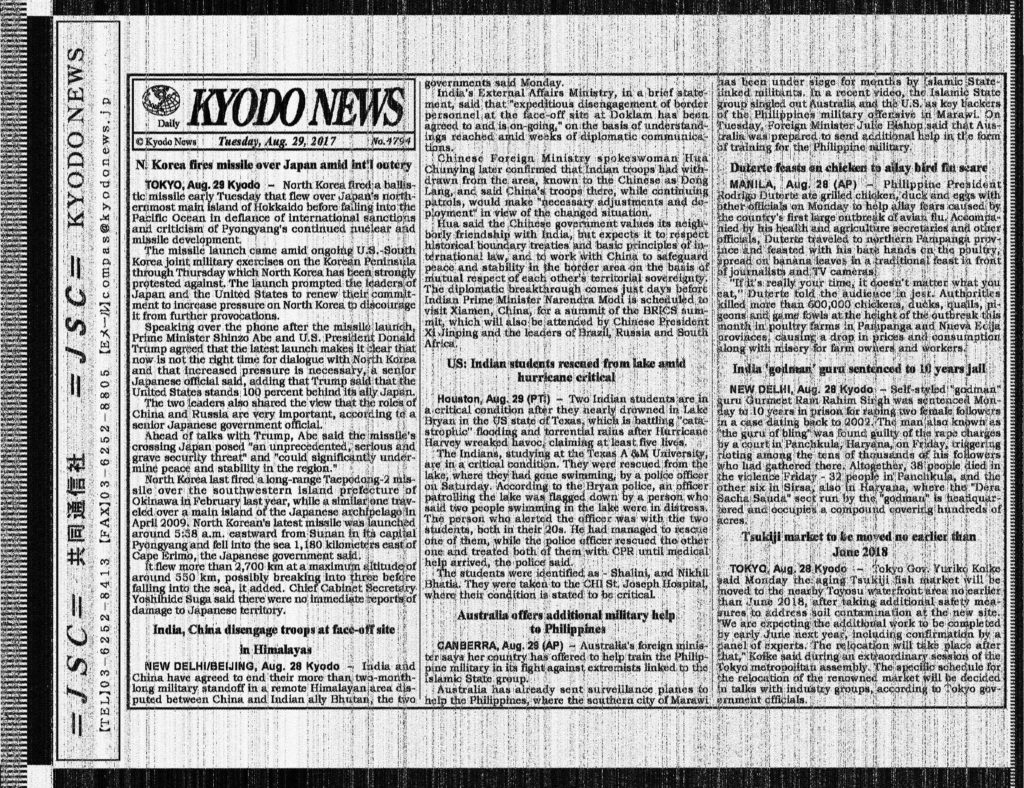 =JSC= 共同通信社 =JSC= KYODO NEWS
[TEL]03-6252-8413 [FAX]03-6252-8805 [Eメール]compas@kyodonews.jp
Daily KYODO NEWS
© Kyodo News Tuesday, Aug. 29, 2017 No.4794
N. Korea fires missile over Japan amid int'l outcry
TOKYO, Aug. 29 Kyodo – North Korea fired a ballis-
tic missile early Tuesday that flew over Japan's north-
ernmost main island of Hokkaido before falling into the
Pacific Ocean in defiance of international sanctions
and criticism of Pyongyang's continued nuclear and
missile development.
The missile launch came amid ongoing U.S.-South
Korea joint military exercises on the Korean Peninsula
through Thursday which North Korea has been strongly
protested against. The launch prompted the leaders of
Japan and the United States to renew their commit-
ment to increase pressure on North Korea to discourage
it from further provocations.
Speaking over the phone after the missile launch,
Prime Minister Shinzo Abe and U.S. President Donald
Trump agreed that the latest launch makes it clear that
now is not the right time for dialogue with North Korea
and that increased pressure is necessary, a senior
Japanese official said, adding that Trump said that the
United States stands 100 percent behind its ally Japan.
The two leaders also shared the view that the roles of
China and Russia are very important, according to a
senior Japanese government official.
Ahead of talks with Trump, Abe said the missile's
crossing Japan posed "an unprecedented, serious and
grave security threat" and "could significantly under-
mine peace and stability in the region."
North Korea last fired a long-range Taepodong-2 mis-
sile over the southwestern island prefecture of
Okinawa in February last year, while a similar one tra-
veled over a main island of the Japanese archipelago in
April 2009. North Korean's latest missile was launched
around 5:58 a.m. eastward from Sunan in its capital
Pyongyang and fell into the sea 1,180 kilometers east of
Cape Erimo, the Japanese government said.
It flew more than 2,700 km at a maximum altitude of
around 550 km, possibly breaking into three before
falling into the sea, it added. Chief Cabinet Secretary
Yoshihide Suga said there were no immediate reports of
damage to Japanese territory.
India, China disengage troops at face-off site
in Himalayas
NEW DELHI/BEIJING, Aug. 28 Kyodo – India and
China have agreed to end their more than two-month-
long military standoff in a remote Himalayan area dis-
puted between China and Indian ally Bhutan, the two
governments said Monday.
India's External Affairs Ministry, in a brief state-
ment, said that "expeditious disengagement of border
personnel at the face-off site at Doklam has been
agreed to and is on-going," on the basis of understand-
ings reached amid weeks of diplomatic communica-
tions.
Chinese Foreign Ministry spokeswoman Hua
Chunying later confirmed that Indian troops had with-
drawn from the area, known to the Chinese as Dong
Lang, and said China's troops there, while continuing
patrols, would make "necessary adjustments and de-
ployment" in view of the changed situation.
Hua said the Chinese government values its neigh-
borly friendship with India, but expects it to respect
historical boundary treaties and basic principles of in-
ternational law, and to work with China to safeguard
peace and stability in the border area on the basis of
mutual respect of each other's territorial sovereignty.
The diplomatic breakthrough comes just days before
Indian Prime Minister Narendra Modi is scheduled to
visit Xiamen, China, for a summit of the BRICS sum-
mit, which will also be attended by Chinese President
Xi Jinping and the leaders of Brazil, Russia and South
Africa.
US: Indian students rescued from lake amid
hurricane critical
Houston, Aug. 29 (PTI) – Two Indian students are in
a critical condition after they nearly drowned in Lake
Bryan in the US state of Texas, which is battling "cata-
strophic" flooding and torrential rains after Hurricane
Harvey wreaked havoc, claiming at least five lives.
The Indians, studying at the Texas A &M University,
are in a critical condition. They were rescued from the
lake, where they had gone swimming, by a police officer
on Saturday. According to the Bryan police, an officer
patrolling the lake was flagged down by a person who
said two people swimming in the lake were in distress.
The person who alerted the officer was with the two
students, both in their 20s. He had managed to rescue
one of them, while the police officer rescued the other
one and treated both of them with CPR until medical
help arrived, the police said.
The students were identified as - Shalini, and Nikhil
Bhatia. They were taken to the CHI St. Joseph Hospital,
where their condition is stated to be critical.
Australia offers additional military help
to Philippines
CANBERRA, Aug. 29 (AP) – Australia's foreign minis-
ter says her country has offered to help train the Philip-
pine military in its fight against extremists linked to the
Islamic State group.
Australia has already sent surveillance planes to
help the Philippines, where the southern city of Marawi
has been under siege for months by Islamic State-
linked militants. In a recent video, the Islamic State
group singled out Australia and the U.S. as key backers
of the Philippines military offensive in Marawi. On
Tuesday, Foreign Minister Julie Bishop said that Aus-
ralia was prepared to send additional help in the form
of training for the Philippine military.
Duterte feasts on chicken to allay bird flu scare
MANILA, Aug. 28 (AP) – Philippine President
Rodrigo Duterte ate grilled chicken, duck and eggs with
other officials on Monday to help allay fears caused by
the country's first large outbreak of avian flu. Accompa-
nied by his health and agriculture secretaries and other
officials, Duterte traveled to northern Pampanga provin-
ce and feasted with his bare hands on the poultry,
spread on banana leaves in a traditional feast in front
of journalists and TV cameras.
"If it's really your time, it doesn't matter what you
eat," Duterte told the audience in jest. Authorities
killed more than 600,000 chickens, ducks, quails, pi-
geons and game fowls at the height of the outbreak this
month in poultry farms in Pampanga and Nueva Ecija
provinces, causing a drop in prices and consumption
along with misery for farm owners and workers.
India 'godman' guru sentenced to 10 years jail
NEW DELHI, Aug. 28 Kyodo – Self-styled "godman"
guru Gurmeet Ram Rahim Singh was sentenced Mon-
day to 10 years in prison for raping two female followers
in a case dating back to 2002. The man also known as
"the guru of bling" was found guilty of the rape charges
by a court in Panchkula, Haryana, on Friday, triggering
rioting among the tens of thousands of his followers
who had gathered there. Altogether, 38 people died in
the violence Friday - 32 people in Panchkula, and the
other six in Sirsa, also in Haryana, where the "Dera
Sacha Sauda" sect run by the "godman" is headquar-
ered and occupies a compound covering hundreds of
acres.
Tsukiji market to be moved no earlier than
June 2018
TOKYO, Aug. 28 Kyodo – Tokyo Gov. Yuriko Koike
said Monday the aging Tsukiji fish market will be
moved to the nearby Toyosu waterfront area no earlier
than June 2018, after taking additional safety mea-
sures to address soil contamination at the new site.
"We are expecting the additional work to be completed
by early June next year, including confirmation by a
panel of experts. The relocation will take place after
that," Koike said during an extraordinary session of the
Tokyo metropolitan assembly. The specific schedule for
the relocation of the renowned market will be decided
in talks with industry groups, according to Tokyo gov-
ernment officials.